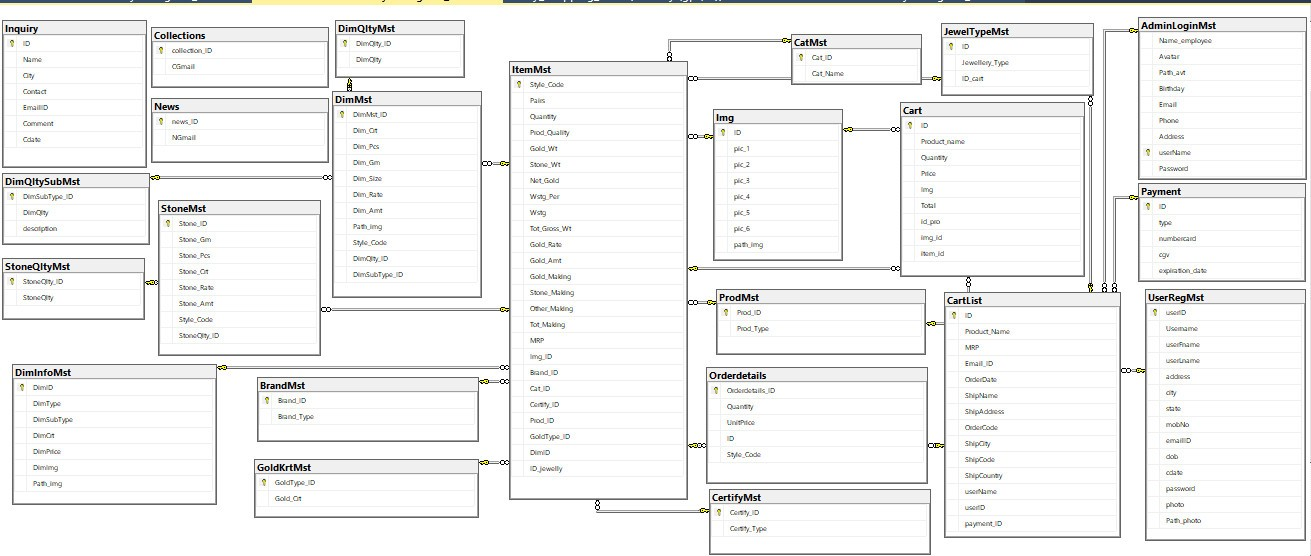 Inquiry
ID
Name
City
Contact
EmailID
Comment
Cdate
Collections
collection_ID
CGmail
News
news_ID
NGmail
DimQltyMst
DimQlty_ID
DimQlty
DimMst
DimMst_ID
Dim_Crt
Dim_Pcs
Dim_Gm
Dim_Size
Dim_Rate
Dim_Amt
Path_Img
Style_Code
DimQlty_ID
DimSubType_ID
DimQltySubMst
DimSubType_ID
DimQlty
description
StoneMst
Stone_ID
Stone_Gm
Stone_Pcs
Stone_Crt
Stone_Rate
Stone_Amt
Style_Code
StoneQlty_ID
StoneQltyMst
StoneQlty_ID
StoneQlty
DimInfoMst
DimID
DimType
DimSubType
DimCrt
DimPrice
DimImg
Path_Img
BrandMst
Brand_ID
Brand_Type
GoldKrtMst
GoldType_ID
Gold_Crt
ItemMst
Style_Code
Pairs
Quantity
Prod_Quality
Gold_Wt
Stone_Wt
Net_Gold
Wstg_Per
Wstg
Tot_Gross_Wt
Gold_Rate
Gold_Amt
Gold_Making
Stone_Making
Other_Making
Tot_Making
MRP
Img_ID
Brand_ID
Cat_ID
Certify_ID
Prod_ID
GoldType_ID
DimID
ID_jewelly
CatMst
Cat_ID
Cat_Name
Img
ID
pic_1
pic_2
pic_3
pic_4
pic_5
pic_6
path_img
ProdMst
Prod_ID
Prod_Type
Orderdetails
Orderdetails_ID
Quantity
UnitPrice
ID
Style_Code
CertifyMst
Certify_ID
Certify_Type
JewelTypeMst
ID
Jewellery_Type
ID_cart
Cart
ID
Product_name
Quantity
Price
Img
Total
id_pro
img_id
item_id
CartList
ID
Product_Name
MRP
Email_ID
OrderDate
ShipName
ShipAddress
OrderCode
ShipCity
ShipCode
ShipCountry
userName
userID
payment_ID
AdminLoginMst
Name_employee
Avatar
Path_avt
Birthday
Email
Phone
Address
userName
Password
Payment
ID
type
numbercard
cgv
expiration_date
UserRegMst
userID
Username
userFname
userLname
address
city
state
mobNo
emailID
dob
cdate
password
photo
Path_photo